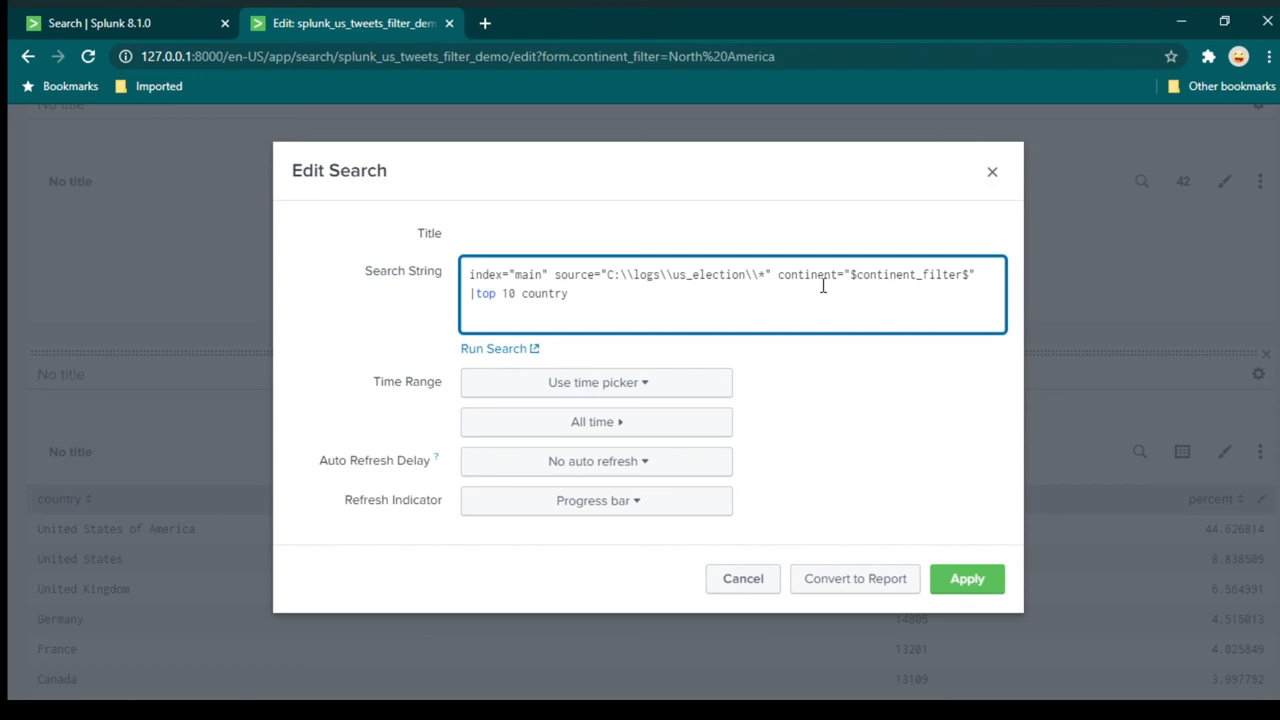 Search | Splunk 8.1.0
Edit: splunk_us_tweets_filter_dem
127.0.0.1:8000/en-US/app/search/splunk_us_tweets_filter_demo/edit?form.continent_filter=North%20America
Bookmarks Imported Other bookmarks
No title
No title 42
Edit Search
Title
Search String
index="main" source="C:\\logs\\us_election\\*" continent="$continent_filter$"
|top 10 country
Run Search
Time Range Use time picker
All time
Auto Refresh Delay ? No auto refresh
Refresh Indicator Progress bar
Cancel Convert to Report Apply
No title
No title
country percent
United States of America 44.626814
United States 8.838509
United Kingdom 6.564991
Germany 14805 4.515013
France 13201 4.025849
Canada 13109 3.997792